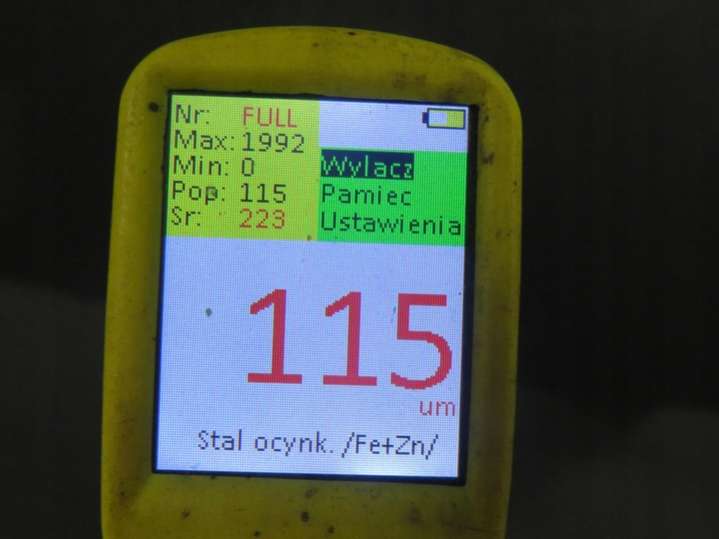 Nr: FULL
Max: 1992
Min: 0
Pop: 115
Sr: 223
Wylacz
Pamiec
Ustawienia
115
um
Stal ocynk. /Fe+Zn/